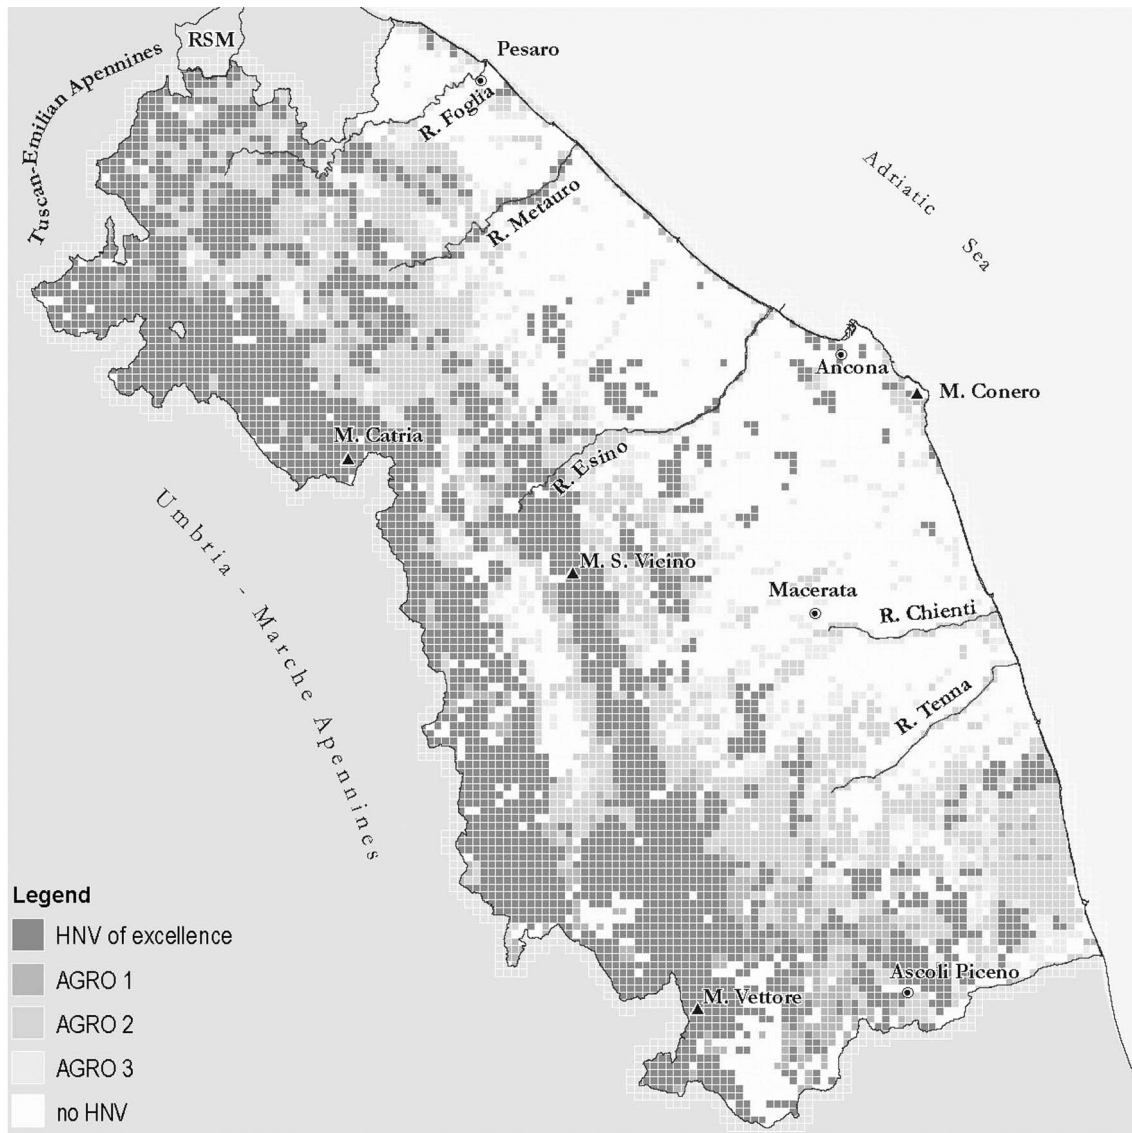 RSM
Pesaro
Tuscan-Emilian Apennines
R. Foglia
R. Metauro
Adriatic
Sea
Ancona
M. Conero
M. Catria
R. Esino
Umbria - Marche Apennines
M. S. Vicino
Macerata
R. Chienti
R. Tenna
Ascoli Piceno
M. Vettore
Legend
HNV of excellence
AGRO 1
AGRO 2
AGRO 3
no HNV